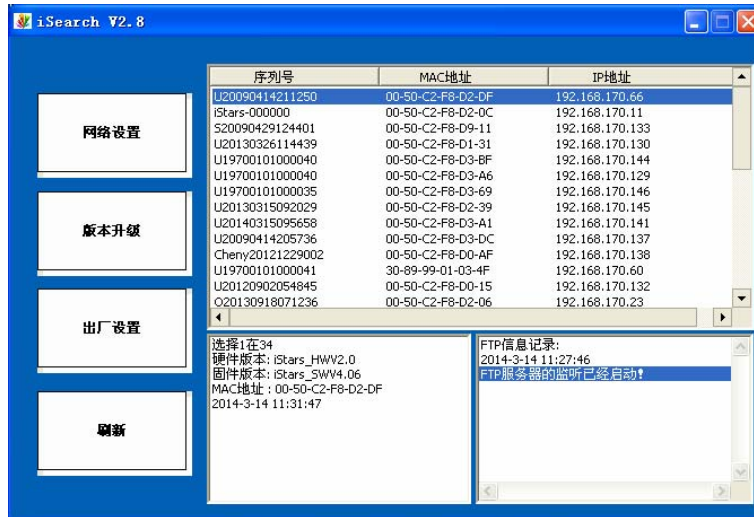 iSearch V2.8
网络设置
版本升级
出厂设置
刷新
序列号 MAC地址 IP地址
U20090414211250 00-50-C2-F8-D2-DF 192.168.170.66
iStars-000000 00-50-C2-F8-D2-0C 192.168.170.11
S20090429124401 00-50-C2-F8-D9-11 192.168.170.133
U20130326114439 00-50-C2-F8-D1-31 192.168.170.130
U19700101000040 00-50-C2-F8-D3-BF 192.168.170.144
U19700101000040 00-50-C2-F8-D3-A6 192.168.170.129
U19700101000035 00-50-C2-F8-D3-69 192.168.170.146
U20130315092029 00-50-C2-F8-D2-39 192.168.170.145
U20140315095658 00-50-C2-F8-D3-A1 192.168.170.141
U20090414205736 00-50-C2-F8-D3-DC 192.168.170.137
Cheny20121229002 00-50-C2-F8-D0-AF 192.168.170.138
U19700101000041 30-89-99-01-03-4F 192.168.170.60
U20120902054845 00-50-C2-F8-D0-15 192.168.170.132
O20130918071236 00-50-C2-F8-D2-06 192.168.170.23
选择1在34
硬件版本: iStars_HWV2.0
固件版本: iStars_SWV4.06
MAC地址 : 00-50-C2-F8-D2-DF
2014-3-14 11:31:47
FTP信息记录:
2014-3-14 11:27:46
FTP服务器的监听已经启动!